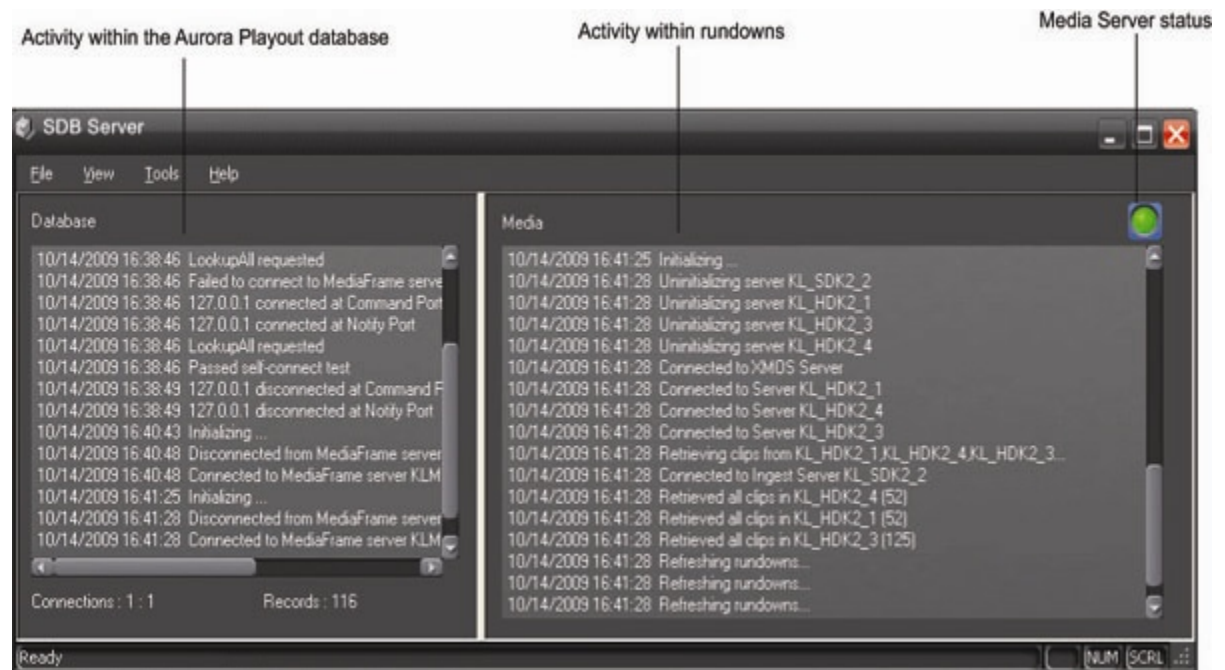 Activity within the Aurora Playout database
Activity within rundowns
Media Server status
SDB Server
File View Tools Help
Database
10/14/2009 16:38:46 LookupAll requested
10/14/2009 16:38:46 Failed to connect to MediaFrame serve
10/14/2009 16:38:46 127.0.0.1 connected at Command Port
10/14/2009 16:38:46 127.0.0.1 connected at Notify Port
10/14/2009 16:38:46 LookupAll requested
10/14/2009 16:38:46 Passed self-connect test
10/14/2009 16:38:49 127.0.0.1 disconnected at Command F
10/14/2009 16:38:49 127.0.0.1 disconnected at Notify Port
10/14/2009 16:40:43 Initializing ...
10/14/2009 16:40:48 Disconnected from MediaFrame server
10/14/2009 16:40:48 Connected to MediaFrame server KLM
10/14/2009 16:41:25 Initializing ...
10/14/2009 16:41:28 Disconnected from MediaFrame server
10/14/2009 16:41:28 Connected to MediaFrame server KLM
Connections : 1 : 1 Records : 116
Media
10/14/2009 16:41:25 Initializing ...
10/14/2009 16:41:28 Uninitializing server KL_SDK2_2
10/14/2009 16:41:28 Uninitializing server KL_HDK2_1
10/14/2009 16:41:28 Uninitializing server KL_HDK2_3
10/14/2009 16:41:28 Uninitializing server KL_HDK2_4
10/14/2009 16:41:28 Connected to XMOS Server
10/14/2009 16:41:28 Connected to Server KL_HDK2_1
10/14/2009 16:41:28 Connected to Server KL_HDK2_4
10/14/2009 16:41:28 Connected to Server KL_HDK2_3
10/14/2009 16:41:28 Retrieving clips from KL_HDK2_1,KL_HDK2_4,KL_HDK2_3...
10/14/2009 16:41:28 Connected to Ingest Server KL_SDK2_2
10/14/2009 16:41:28 Retrieved all clips in KL_HDK2_4 (52)
10/14/2009 16:41:28 Retrieved all clips in KL_HDK2_1 (52)
10/14/2009 16:41:28 Retrieved all clips in KL_HDK2_3 (125)
10/14/2009 16:41:28 Refreshing rundowns...
10/14/2009 16:41:28 Refreshing rundowns...
10/14/2009 16:41:28 Refreshing rundowns...
Ready NUM SCRL